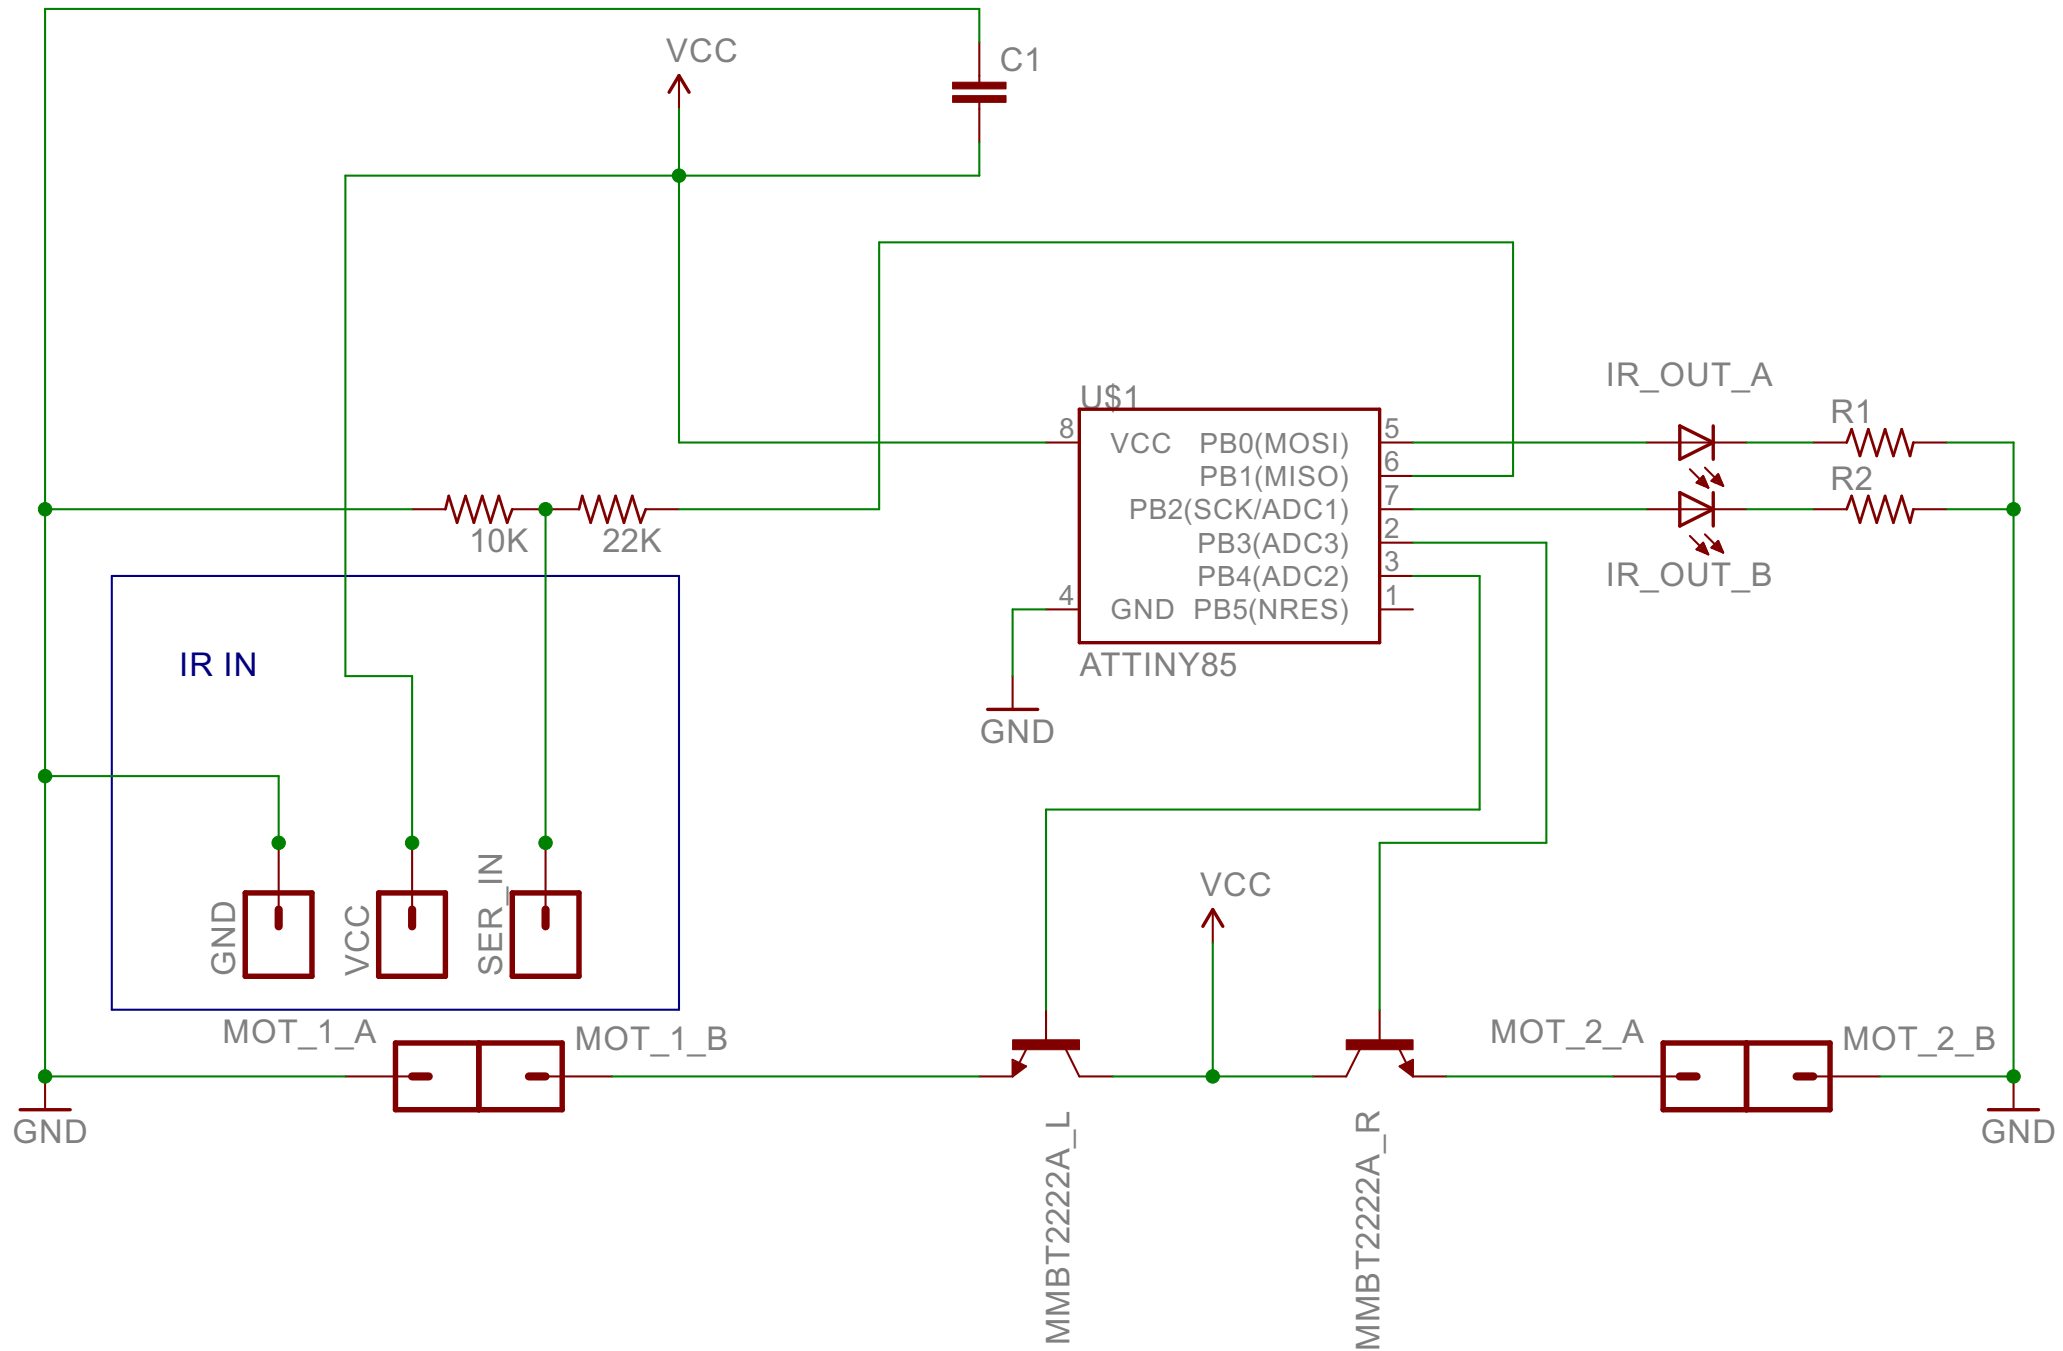 VCC
C1
U$1
8
VCC
PB0(MOSI)
5
PB1(MISO)
6
PB2(SCK/ADC1)
7
PB3(ADC3)
2
PB4(ADC2)
3
4
GND
PB5(NRES)
1
ATTINY85
GND
IR_OUT_A
R1
R2
IR_OUT_B
10K
22K
IR IN
GND
VCC
SER_IN
MOT_1_A
MOT_1_B
VCC
MOT_2_A
MOT_2_B
GND
MMBT2222A_L
MMBT2222A_R
GND